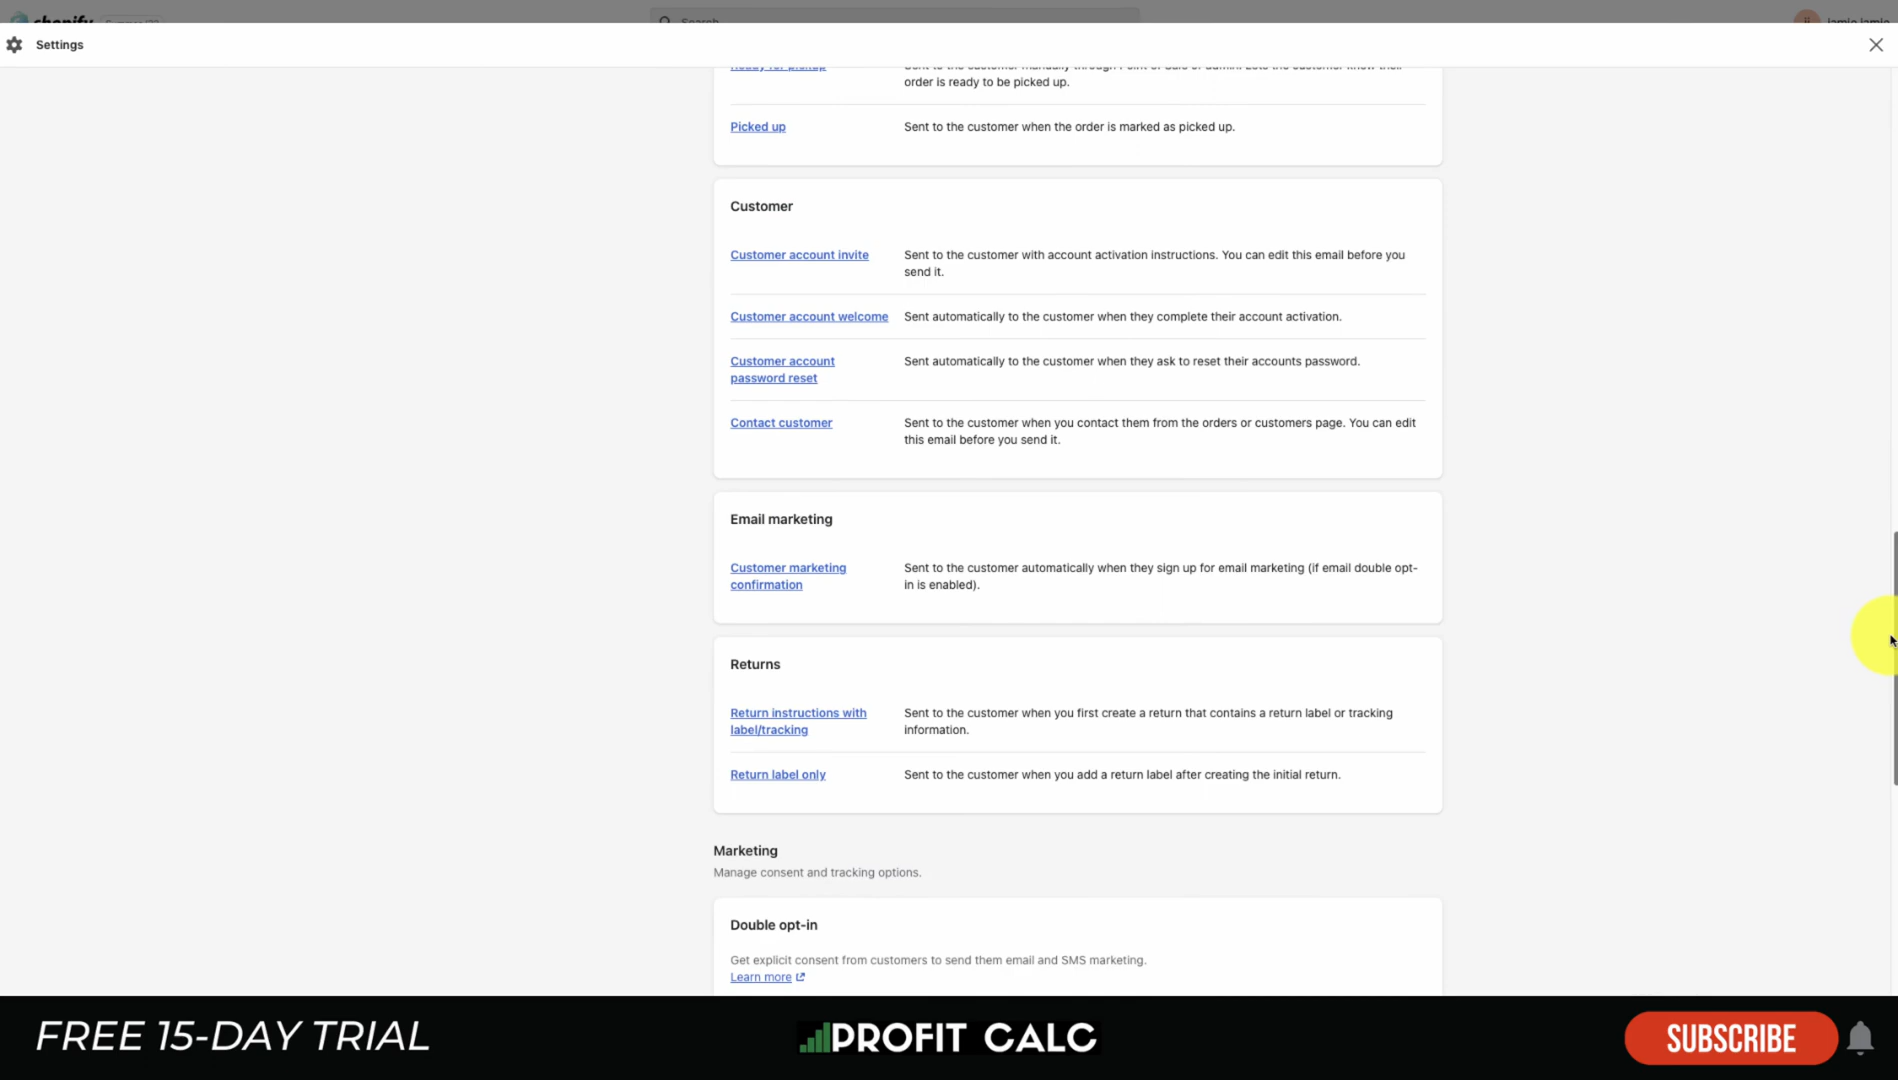 shopify
Search
jamie jamie
Settings
Ready for pickup
order is ready to be picked up.
Picked up
Sent to the customer when the order is marked as picked up.
Customer
Customer account invite
Sent to the customer with account activation instructions. You can edit this email before you
send it.
Customer account welcome
Sent automatically to the customer when they complete their account activation.
Customer account
password reset
Sent automatically to the customer when they ask to reset their accounts password.
Contact customer
Sent to the customer when you contact them from the orders or customers page. You can edit
this email before you send it.
Email marketing
Customer marketing
confirmation
Sent to the customer automatically when they sign up for email marketing (if email double opt-
in is enabled).
Returns
Return instructions with
label/tracking
Sent to the customer when you first create a return that contains a return label or tracking
information.
Return label only
Sent to the customer when you add a return label after creating the initial return.
Marketing
Manage consent and tracking options.
Double opt-in
Get explicit consent from customers to send them email and SMS marketing.
Learn more
FREE 15-DAY TRIAL
PROFIT CALC
SUBSCRIBE